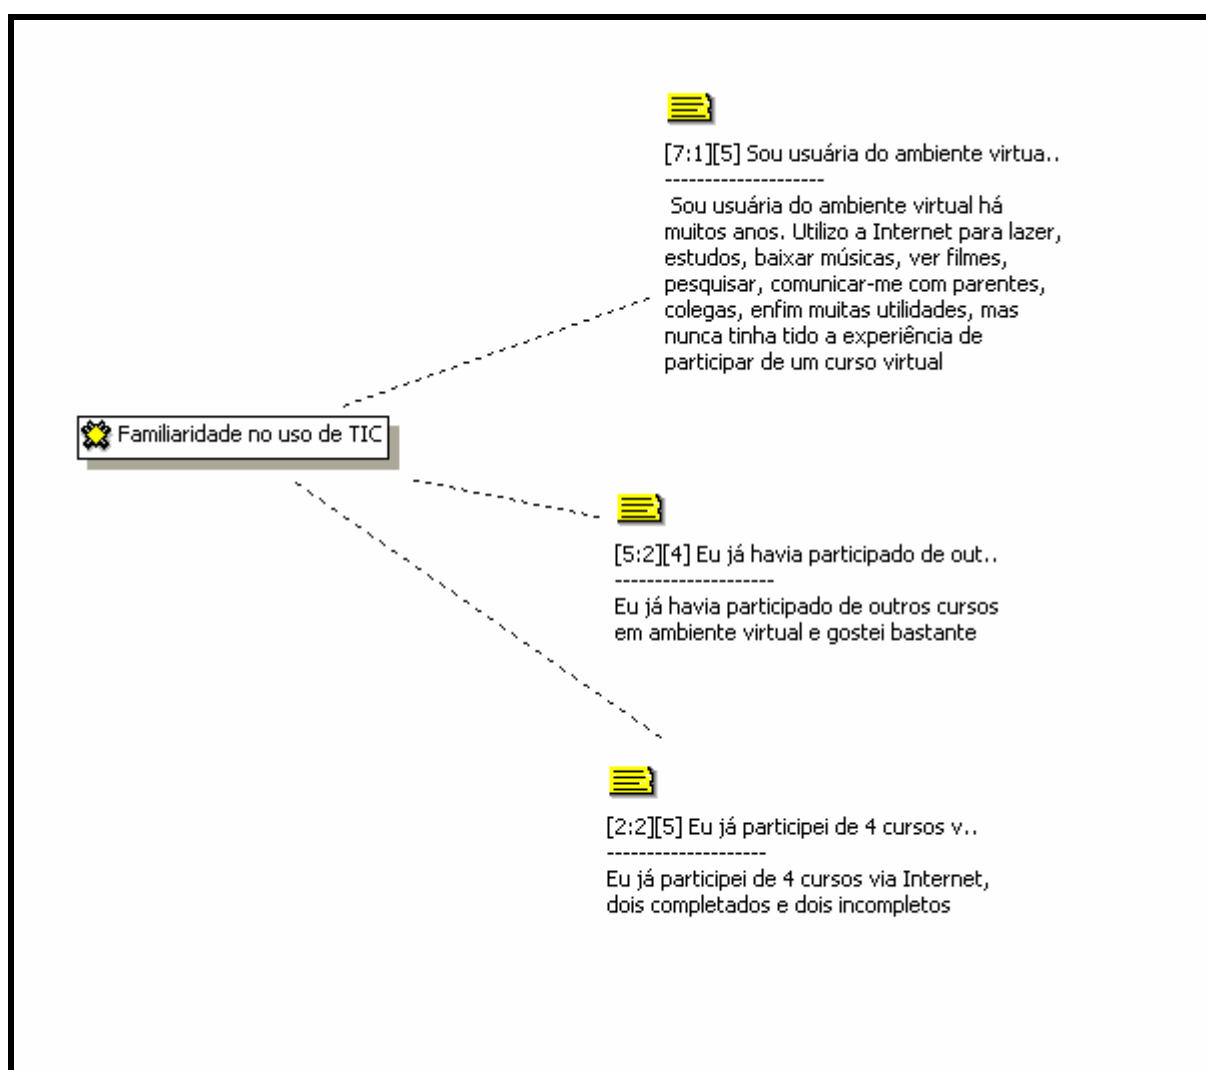 [7:1][5] Sou usuária do ambiente virtua..
--------------------
Sou usuária do ambiente virtual há
muitos anos. Utilizo a Internet para lazer,
estudos, baixar músicas, ver filmes,
pesquisar, comunicar-me com parentes,
colegas, enfim muitas utilidades, mas
nunca tinha tido a experiência de
participar de um curso virtual
Familiaridade no uso de TIC
[5:2][4] Eu já havia participado de out..
--------------------
Eu já havia participado de outros cursos
em ambiente virtual e gostei bastante
[2:2][5] Eu já participei de 4 cursos v..
--------------------
Eu já participei de 4 cursos via Internet,
dois completados e dois incompletos